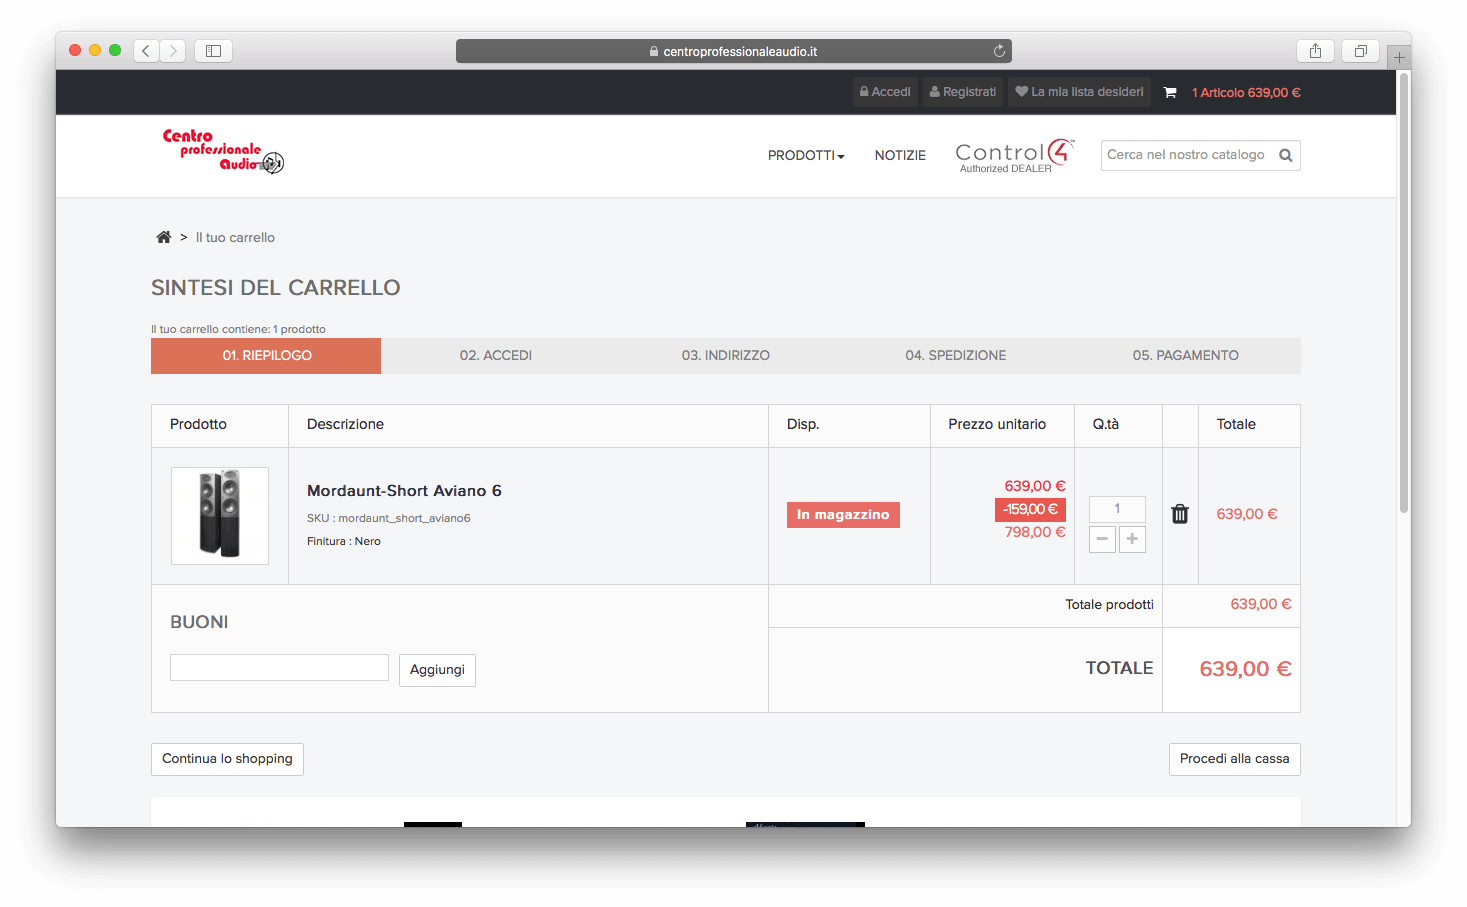 centroprofessionaleaudio.it
Accedi
Registrati
La mia lista desideri
1 Articolo 639,00 €
Centro
professionale
Audio
PRODOTTI
NOTIZIE
Control4™
Authorized DEALER
Cerca nel nostro catalogo
> Il tuo carrello
SINTESI DEL CARRELLO
Il tuo carrello contiene: 1 prodotto
01. RIEPILOGO
02. ACCEDI
03. INDIRIZZO
04. SPEDIZIONE
05. PAGAMENTO
Prodotto
Descrizione
Disp.
Prezzo unitario
Q.tà
Totale
Mordaunt-Short Aviano 6
SKU : mordaunt_short_aviano6
Finitura : Nero
In magazzino
639,00 €
-159,00 €
798,00 €
1
639,00 €
BUONI
Aggiungi
Totale prodotti
639,00 €
TOTALE
639,00 €
Continua lo shopping
Procedi alla cassa